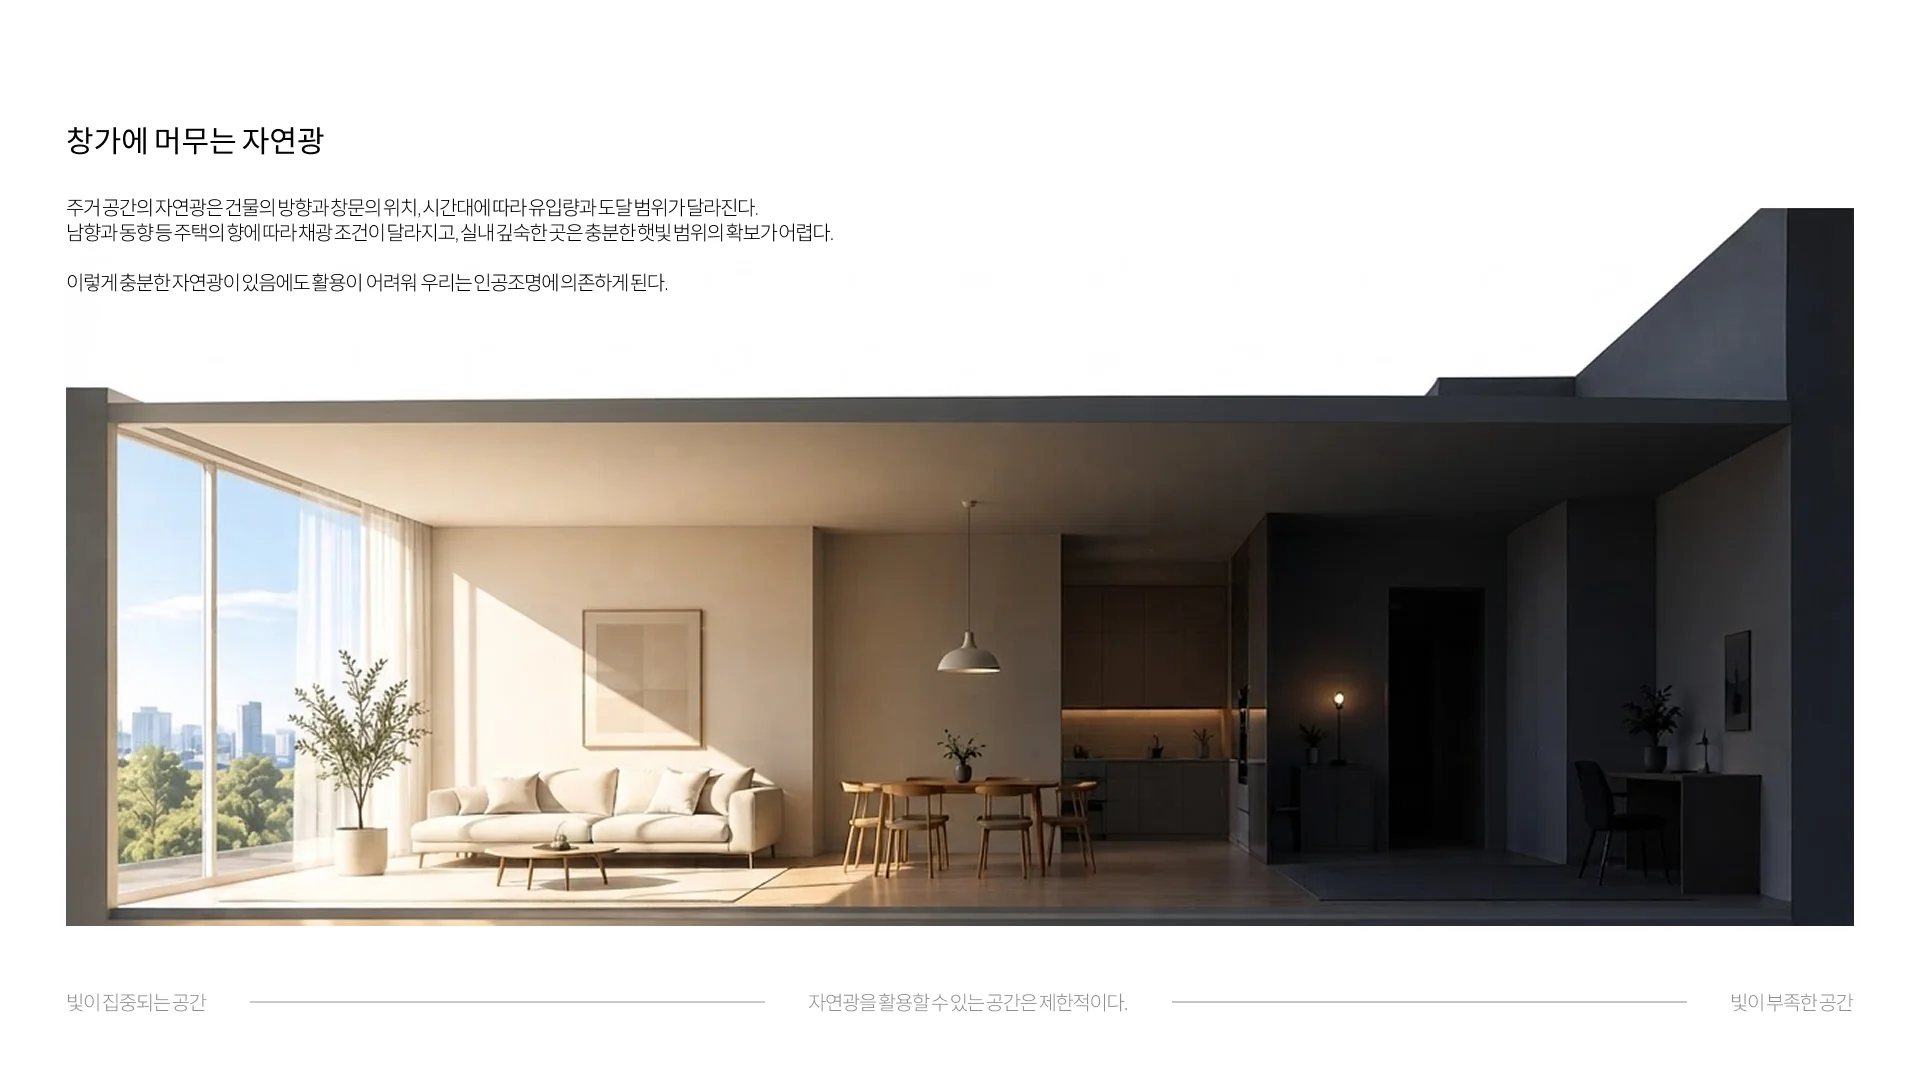 창가에 머무는 자연광
주거 공간의 자연광은 건물의 방향과 창문의 위치, 시간대에 따라 유입량과 도달 범위가 달라진다.
남향과 동향 등 주택의 향에 따라 채광 조건이 달라지고, 실내 깊숙한 곳은 충분한 햇빛 범위의 확보가 어렵다.
이렇게 충분한 자연광이 있음에도 활용이 어려워 우리는 인공조명에 의존하게 된다.
빛이 집중되는 공간
자연광을 활용할 수 있는 공간은 제한적이다.
빛이 부족한 공간